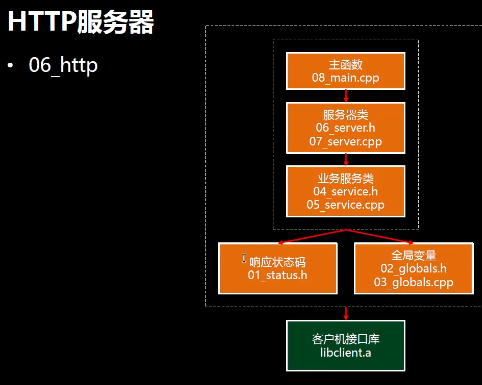 HTTP服务器
• 06_http
主函数
08_main.cpp
服务器类
06_server.h
07_server.cpp
业务服务类
04_service.h
05_service.cpp
响应状态码
01_status.h
全局变量
02_globals.h
03_globals.cpp
客户机接口库
libclient.a